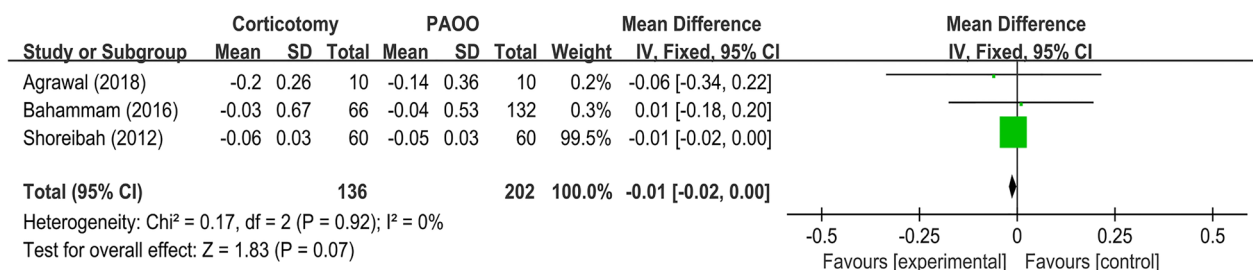 Corticotomy PAOO Mean Difference Mean Difference
Study or Subgroup Mean SD Total Mean SD Total Weight IV, Fixed, 95% CI IV, Fixed, 95% CI
Agrawal (2018) -0.2 0.26 10 -0.14 0.36 10 0.2% -0.06 [-0.34, 0.22]
Bahammam (2016) -0.03 0.67 66 -0.04 0.53 132 0.3% 0.01 [-0.18, 0.20]
Shoreibah (2012) -0.06 0.03 60 -0.05 0.03 60 99.5% -0.01 [-0.02, 0.00]
Total (95% CI) 136 202 100.0% -0.01 [-0.02, 0.00]
Heterogeneity: Chi² = 0.17, df = 2 (P = 0.92); I² = 0%
Test for overall effect: Z = 1.83 (P = 0.07)
-0.5 -0.25 0 0.25 0.5
Favours [experimental] Favours [control]